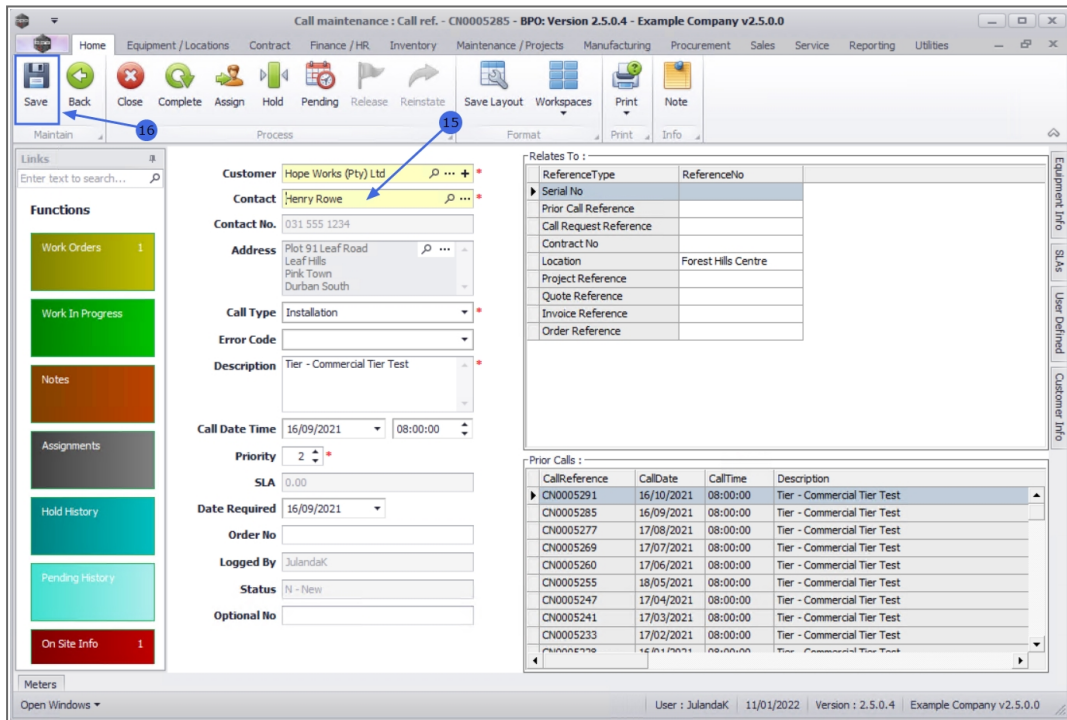 Call maintenance : Call ref. - CN0005285 - BPO: Version 2.5.0.4 - Example Company v2.5.0.0
Home Equipment / Locations Contract Finance / HR Inventory Maintenance / Projects Manufacturing Procurement Sales Service Reporting Utilities
Save Back Close Complete Assign Hold Pending Release Reinstate Save Layout Workspaces Print Note
16
15
Maintain Process Format Print Info
Links
Enter text to search...
Functions
Work Orders 1
Work In Progress
Notes
Assignments
Hold History
Pending History
On Site Info 1
Customer Hope Works (Pty) Ltd *
Contact Henry Rowe *
Contact No. 031 555 1234
Address Plot 91 Leaf Road
Leaf Hills
Pink Town
Durban South
Call Type Installation *
Error Code
Description Tier - Commercial Tier Test *
Call Date Time 16/09/2021 08:00:00
Priority 2 *
SLA 0.00
Date Required 16/09/2021
Order No
Logged By JulandaK
Status N - New
Optional No
Relates To :
ReferenceType ReferenceNo
Serial No
Prior Call Reference
Call Request Reference
Contract No
Location Forest Hills Centre
Project Reference
Quote Reference
Invoice Reference
Order Reference
Prior Calls :
CallReference CallDate CallTime Description
CN0005291 16/10/2021 08:00:00 Tier - Commercial Tier Test
CN0005285 16/09/2021 08:00:00 Tier - Commercial Tier Test
CN0005277 17/08/2021 08:00:00 Tier - Commercial Tier Test
CN0005269 17/07/2021 08:00:00 Tier - Commercial Tier Test
CN0005260 17/06/2021 08:00:00 Tier - Commercial Tier Test
CN0005255 18/05/2021 08:00:00 Tier - Commercial Tier Test
CN0005247 17/04/2021 08:00:00 Tier - Commercial Tier Test
CN0005241 17/03/2021 08:00:00 Tier - Commercial Tier Test
CN0005233 17/02/2021 08:00:00 Tier - Commercial Tier Test
Equipment Info
SLAs
User Defined
Customer Info
Meters
Open Windows User : JulandaK 11/01/2022 Version : 2.5.0.4 Example Company v2.5.0.0